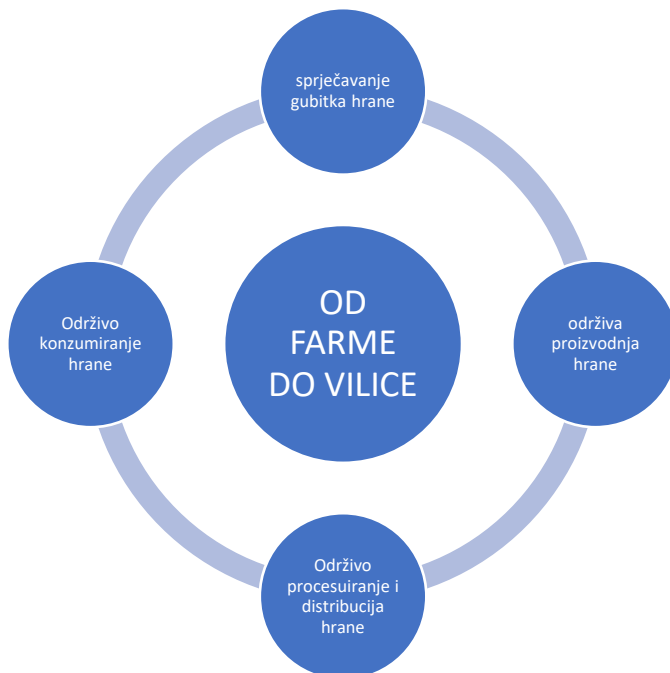 sprječavanje
gubitka hrane
OD
FARME
DO VILICE
Održivo
konzumiranje
hrane
održiva
proizvodnja
hrane
Održivo
procesuiranje i
distribucija
hrane